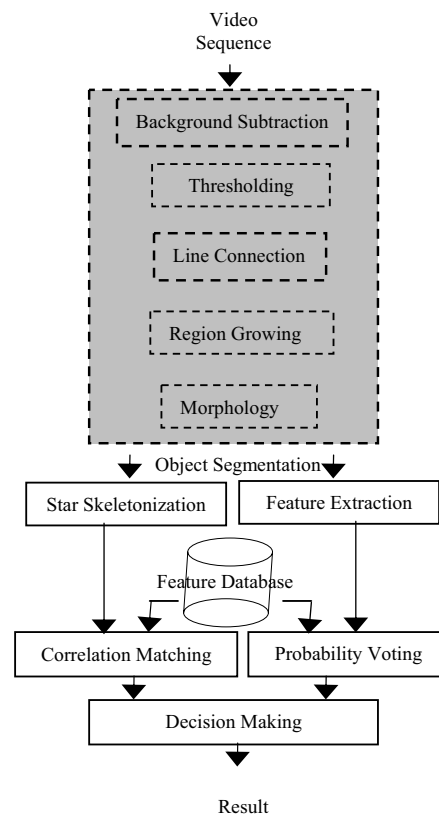 Video
Sequence
Background Subtraction
Thresholding
Line Connection
Region Growing
Morphology
Object Segmentation
Star Skeletonization
Feature Extraction
Feature Database
Correlation Matching
Probability Voting
Decision Making
Result